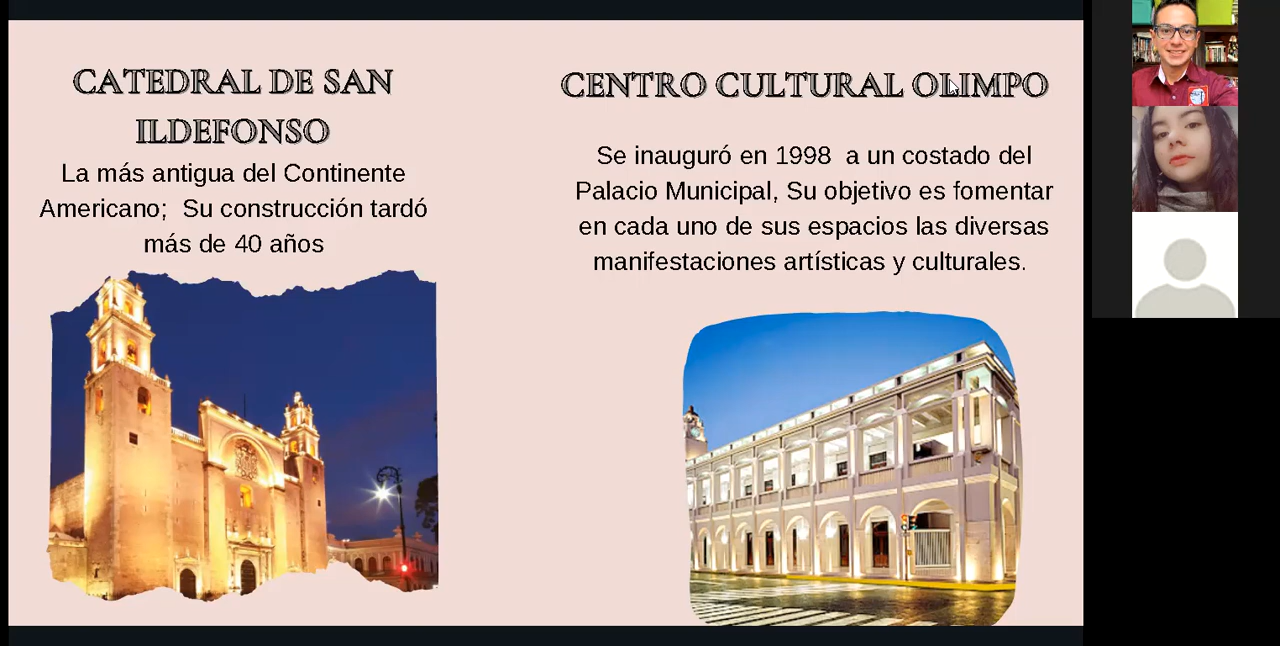 CATEDRAL DE SAN
ILDEFONSO
La más antigua del Continente
Americano; Su construcción tardó
más de 40 años
CENTRO CULTURAL OLIMPO
Se inauguró en 1998 a un costado del
Palacio Municipal, Su objetivo es fomentar
en cada uno de sus espacios las diversas
manifestaciones artísticas y culturales.